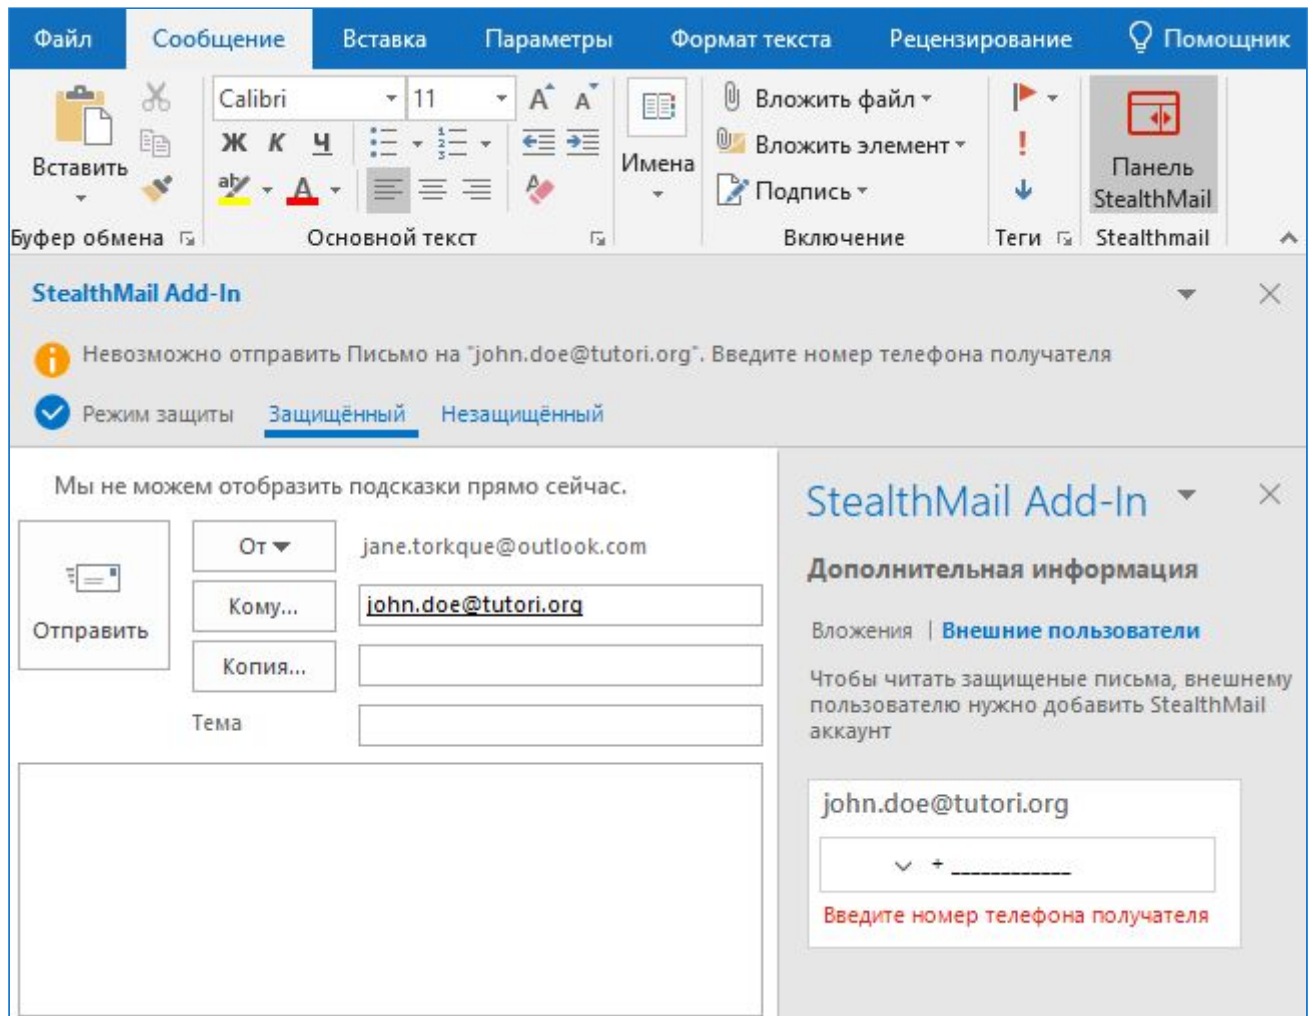 Файл Сообщение Вставка Параметры Формат текста Рецензирование Помощник
Вставить
Calibri 11
Ж К Ч
Имена
Вложить файл
Вложить элемент
Подпись
Панель
StealthMail
Буфер обмена Основной текст Включение Теги Stealthmail
StealthMail Add-In
Невозможно отправить Письмо на "john.doe@tutori.org". Введите номер телефона получателя
Режим защиты Защищённый Незащищённый
Мы не можем отобразить подсказки прямо сейчас.
Отправить
От jane.torkque@outlook.com
Кому... john.doe@tutori.org
Копия...
Тема
StealthMail Add-In
Дополнительная информация
Вложения | Внешние пользователи
Чтобы читать защищеные письма, внешнему
пользователю нужно добавить StealthMail
аккаунт
john.doe@tutori.org
+ ____________
Введите номер телефона получателя